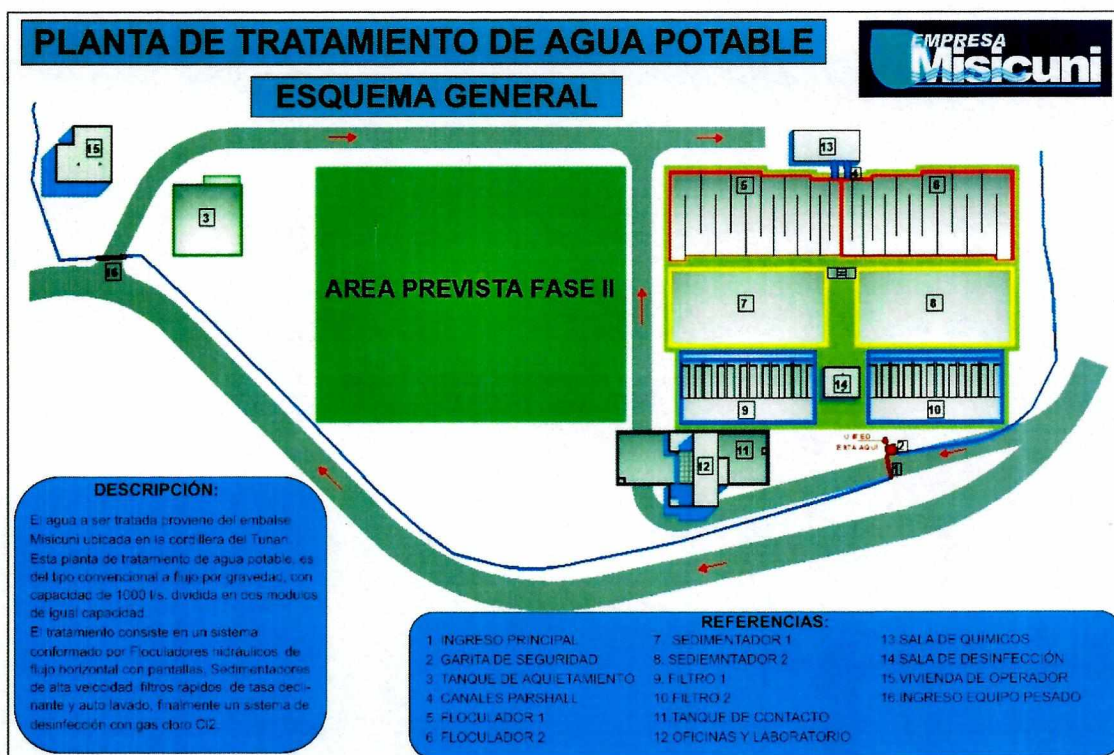 PLANTA DE TRATAMIENTO DE AGUA POTABLE
EMPRESA
Misicuni
ESQUEMA GENERAL
15
13
4
5
6
3
16
AREA PREVISTA FASE II
7
8
14
9
10
11
12
USTED
ESTA AQUÍ
2
1
DESCRIPCIÓN:
El agua a ser tratada proviene del embalse
Misicuni ubicada en la cordillera del Tunari.
Esta planta de tratamiento de agua potable, es
del tipo convencional a flujo por gravedad, con
capacidad de 1000 l/s. dividida en dos modulos
de igual capacidad.
El tratamiento consiste en un sistema
conformado por Floculadores hidráulicos de
flujo horizontal con pantallas, Sedimentadores
de alta velocidad, filtros rapidos de tasa decli-
nante y auto lavado, finalmente un sistema de
desinfección con gas cloro Cl2.
REFERENCIAS:
1 INGRESO PRINCIPAL
2 GARITA DE SEGURIDAD
3 TANQUE DE AQUIETAMIENTO
4 CANALES PARSHALL
5 FLOCULADOR 1
6 FLOCULADOR 2
7. SEDIMENTADOR 1
8. SEDIEMNTADOR 2
9. FILTRO 1
10 FILTRO 2
11 TANQUE DE CONTACTO
12 OFICINAS Y LABORATORIO
13 SALA DE QUIMICOS
14 SALA DE DESINFECCIÓN
15 VIVIENDA DE OPERADOR
16 INGRESO EQUIPO PESADO